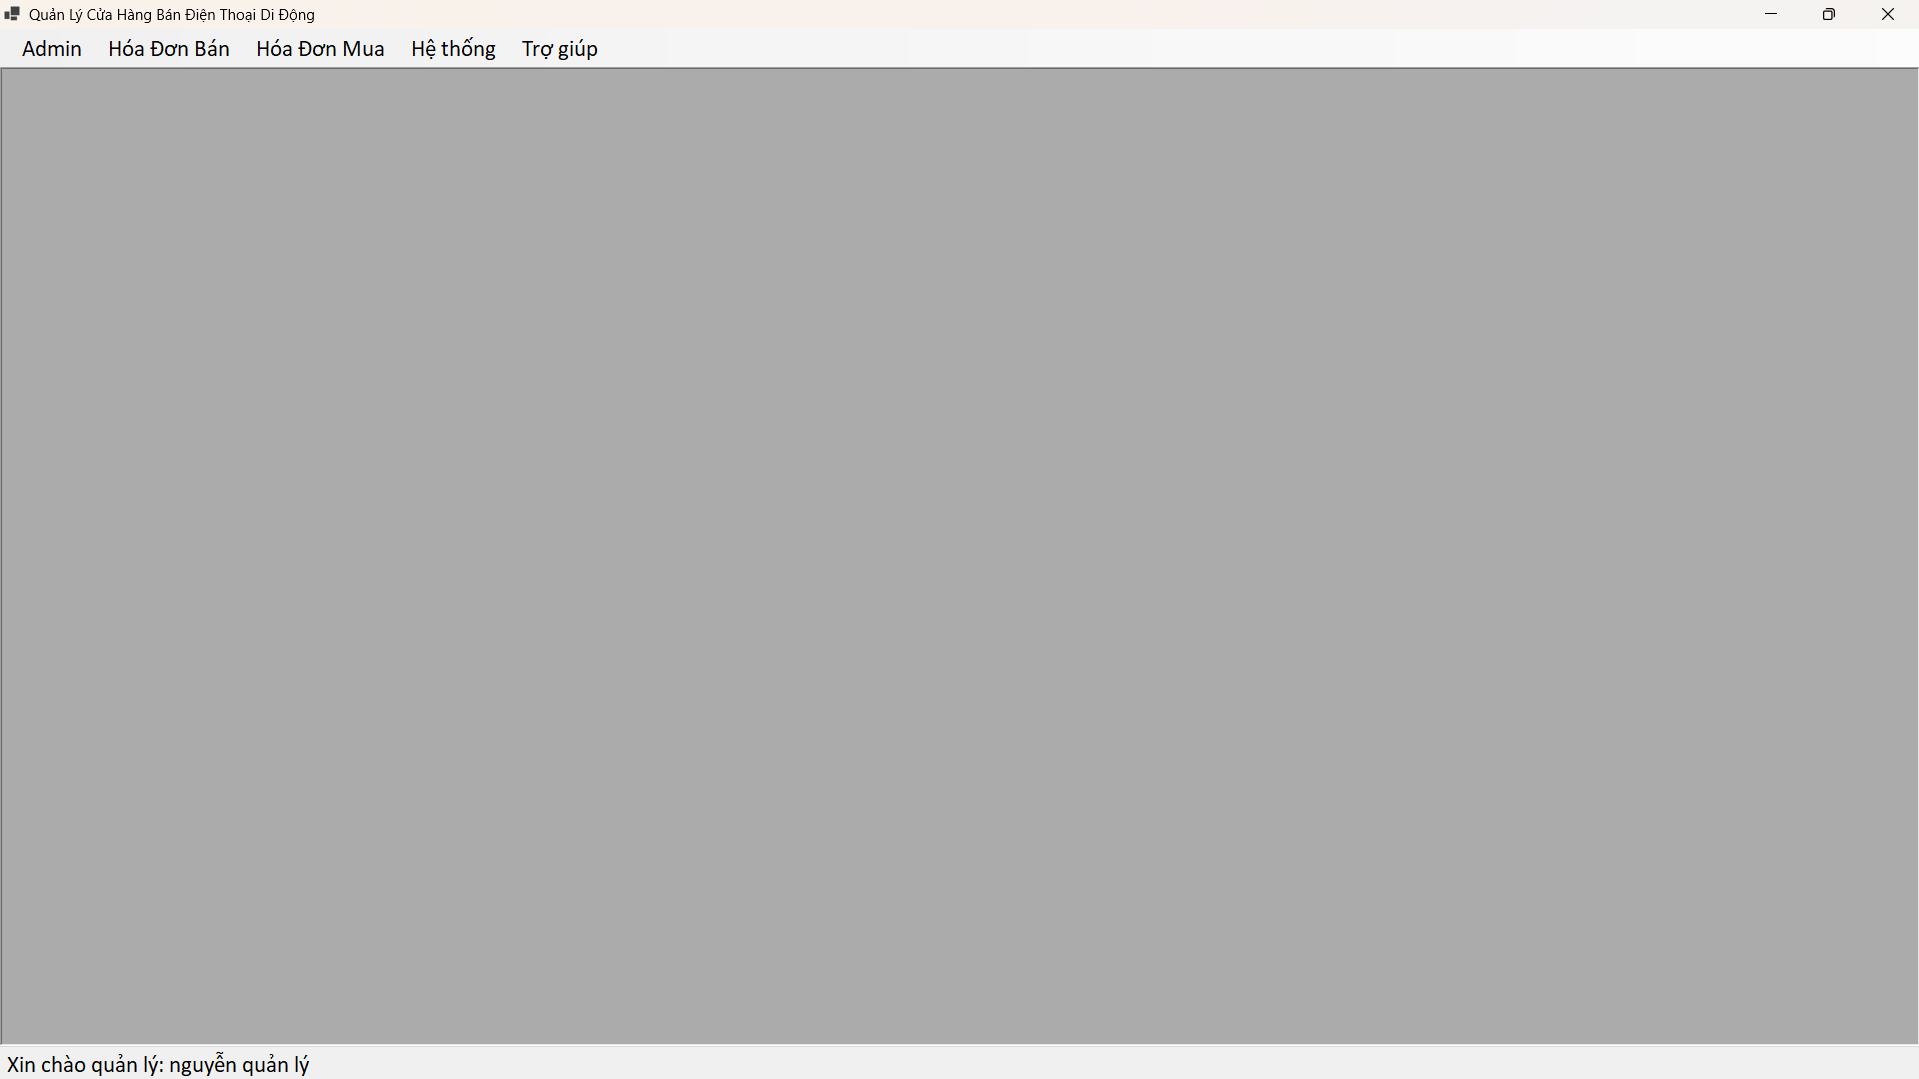 Quản Lý Cửa Hàng Bán Điện Thoại Di Động
Admin Hóa Đơn Bán Hóa Đơn Mua Hệ thống Trợ giúp
Xin chào quản lý: nguyễn quản lý